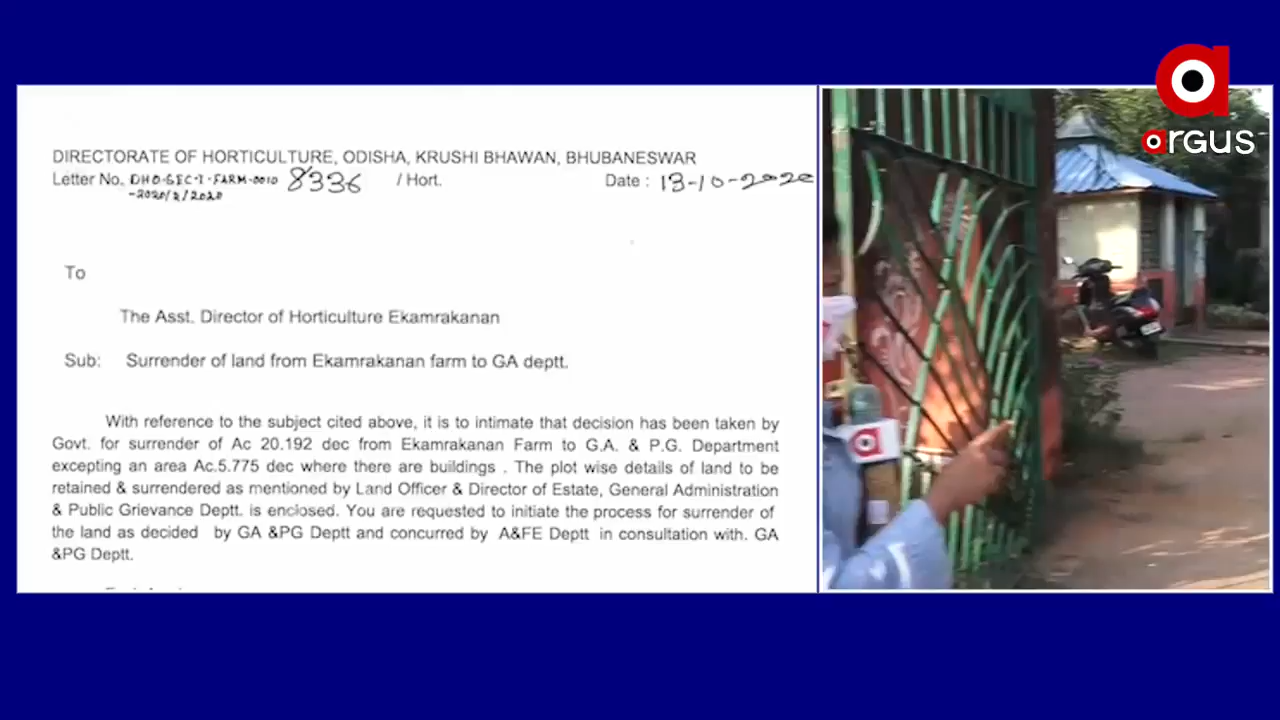 DIRECTORATE OF HORTICULTURE, ODISHA, KRUSHI BHAWAN, BHUBANESWAR
Letter No. DHO-SEC-I-FARM-0010 8336 / Hort. Date : 13-10-2020
-2020/2/2020
To
The Asst. Director of Horticulture Ekamrakanan
Sub: Surrender of land from Ekamrakanan farm to GA deptt.
With reference to the subject cited above, it is to intimate that decision has been taken by
Govt. for surrender of Ac 20.192 dec from Ekamrakanan Farm to G.A. & P.G. Department
excepting an area Ac.5.775 dec where there are buildings . The plot wise details of land to be
retained & surrendered as mentioned by Land Officer & Director of Estate, General Administration
& Public Grievance Deptt. is enclosed. You are requested to initiate the process for surrender of
the land as decided by GA &PG Deptt and concurred by A&FE Deptt in consultation with. GA
&PG Deptt.
argus